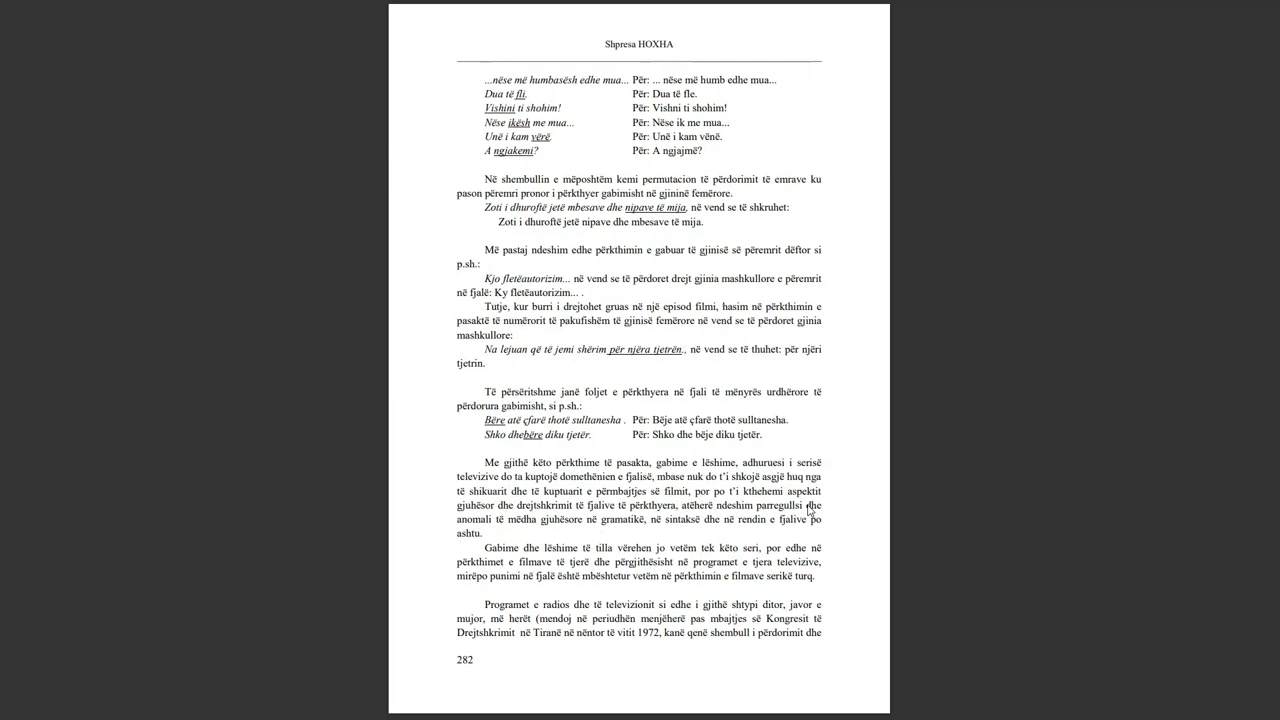 Shpresa HOXHA
...nëse më humbasësh edhe mua... Për: ... nëse më humb edhe mua...
Dua të fli. Për: Dua të fle.
Vishini ti shohim! Për: Vishni ti shohim!
Nëse ikësh me mua... Për: Nëse ik me mua...
Unë i kam vërë. Për: Unë i kam vënë.
A ngjakemi? Për: A ngjajmë?
Në shembullin e mëposhtëm kemi permutacion të përdorimit të emrave ku
pason përemri pronor i përkthyer gabimisht në gjininë femërore.
Zoti i dhuroftë jetë mbesave dhe nipave të mija, në vend se të shkruhet:
Zoti i dhuroftë jetë nipave dhe mbesave të mija.
Më pastaj ndeshim edhe përkthimin e gabuar të gjinisë së përemrit dëftor si
p.sh.:
Kjo fletëautorizim... në vend se të përdoret drejt gjinia mashkullore e përemrit
në fjalë: Ky fletëautorizim... .
Tutje, kur burri i drejtohet gruas në një episod filmi, hasim në përkthimin e
pasaktë të numërorit të pakufishëm të gjinisë femërore në vend se të përdoret gjinia
mashkullore:
Na lejuan që të jemi shërim për njëra tjetrën., në vend se të thuhet: për njëri
tjetrin.
Të përsëritshme janë foljet e përkthyera në fjali të mënyrës urdhërore të
përdorura gabimisht, si p.sh.:
Bëre atë çfarë thotë sulltanesha . Për: Bëje atë çfarë thotë sulltanesha.
Shko dhebëre diku tjetër. Për: Shko dhe bëje diku tjetër.
Me gjithë këto përkthime të pasakta, gabime e lëshime, adhuruesi i serisë
televizive do ta kuptojë domethënien e fjalisë, mbase nuk do t’i shkojë asgjë huq nga
të shikuarit dhe të kuptuarit e përmbajtjes së filmit, por po t’i kthehemi aspektit
gjuhësor dhe drejtshkrimit të fjalive të përkthyera, atëherë ndeshim parregullsi dhe
anomali të mëdha gjuhësore në gramatikë, në sintaksë dhe në rendin e fjalive po
ashtu.
Gabime dhe lëshime të tilla vërehen jo vetëm tek këto seri, por edhe në
përkthimet e filmave të tjerë dhe përgjithësisht në programet e tjera televizive,
mirëpo punimi në fjalë është mbështetur vetëm në përkthimin e filmave serikë turq.
Programet e radios dhe të televizionit si edhe i gjithë shtypi ditor, javor e
mujor, më herët (mendoj në periudhën menjëherë pas mbajtjes së Kongresit të
Drejtshkrimit në Tiranë në nëntor të vitit 1972, kanë qenë shembull i përdorimit dhe
282